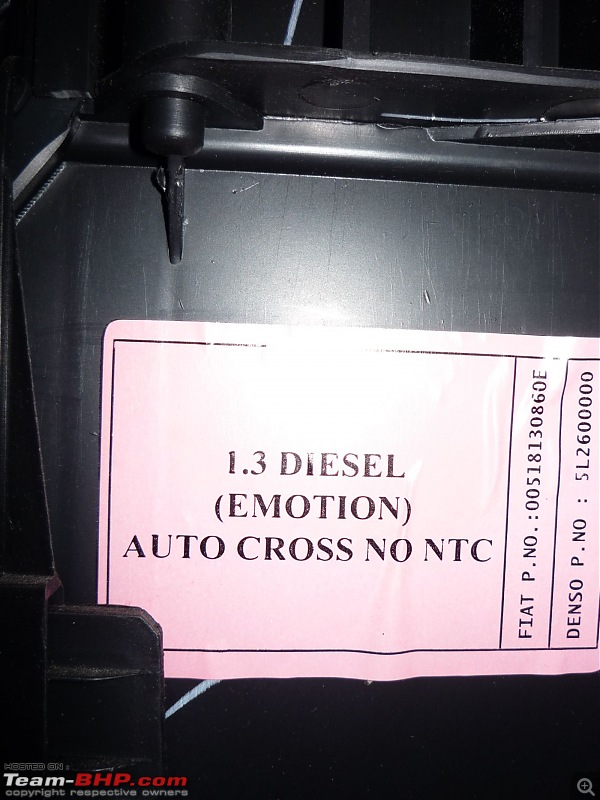 1.3 DIESEL
(EMOTION)
AUTO CROSS NO NTC
FIAT P.NO.:00518130860E
DENSO P.NO : 5L2600000
HOSTED ON :
Team-BHP.com
copyright respective owners